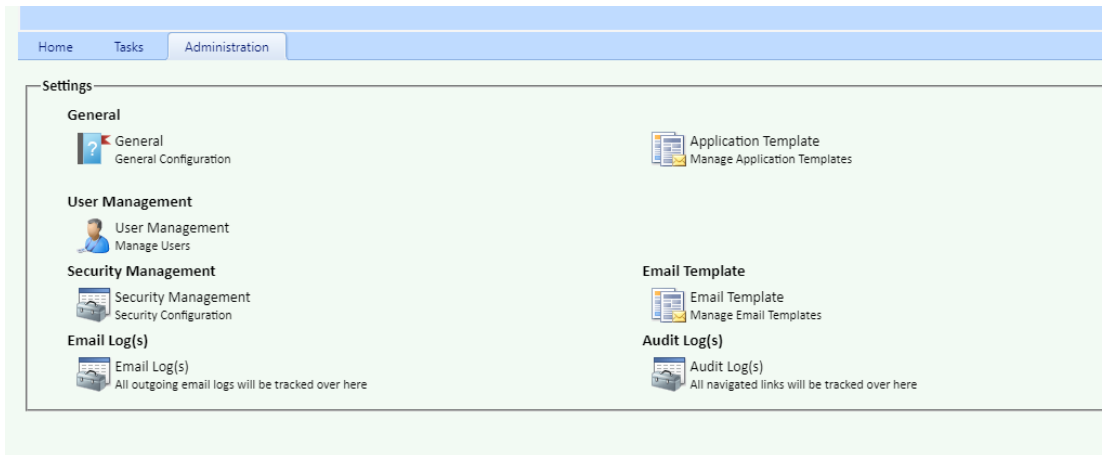 Home Tasks Administration
Settings
General
General
General Configuration
Application Template
Manage Application Templates
User Management
User Management
Manage Users
Security Management
Security Management
Security Configuration
Email Template
Email Template
Manage Email Templates
Email Log(s)
Email Log(s)
All outgoing email logs will be tracked over here
Audit Log(s)
Audit Log(s)
All navigated links will be tracked over here